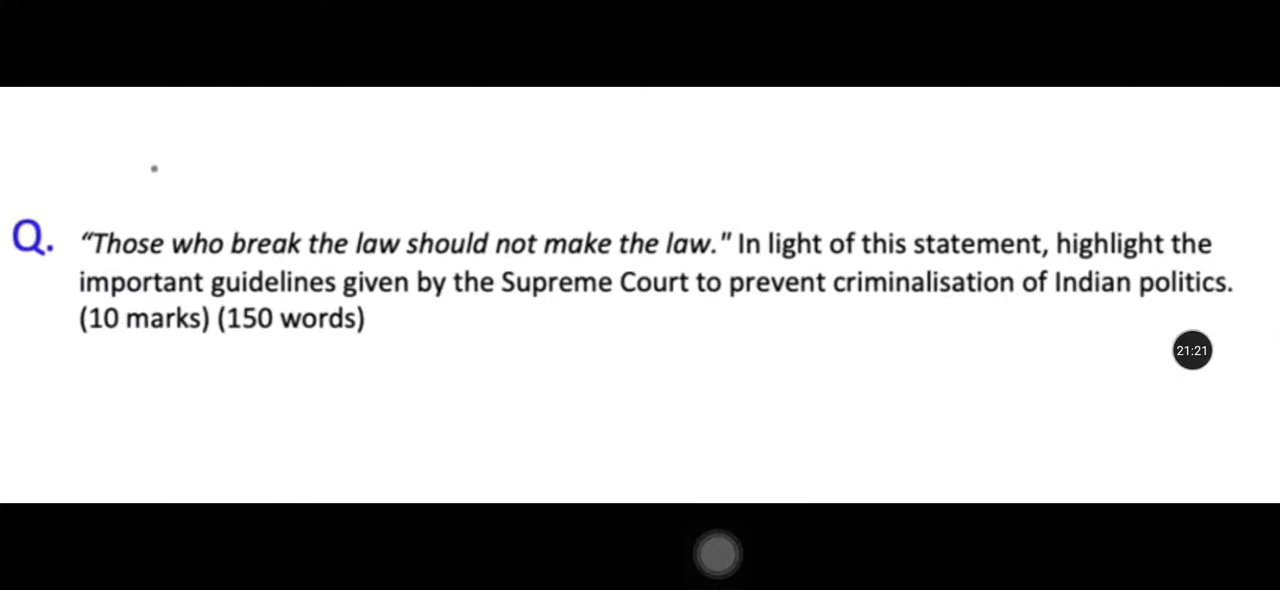 Q. “Those who break the law should not make the law." In light of this statement, highlight the
important guidelines given by the Supreme Court to prevent criminalisation of Indian politics.
(10 marks) (150 words)
21:21